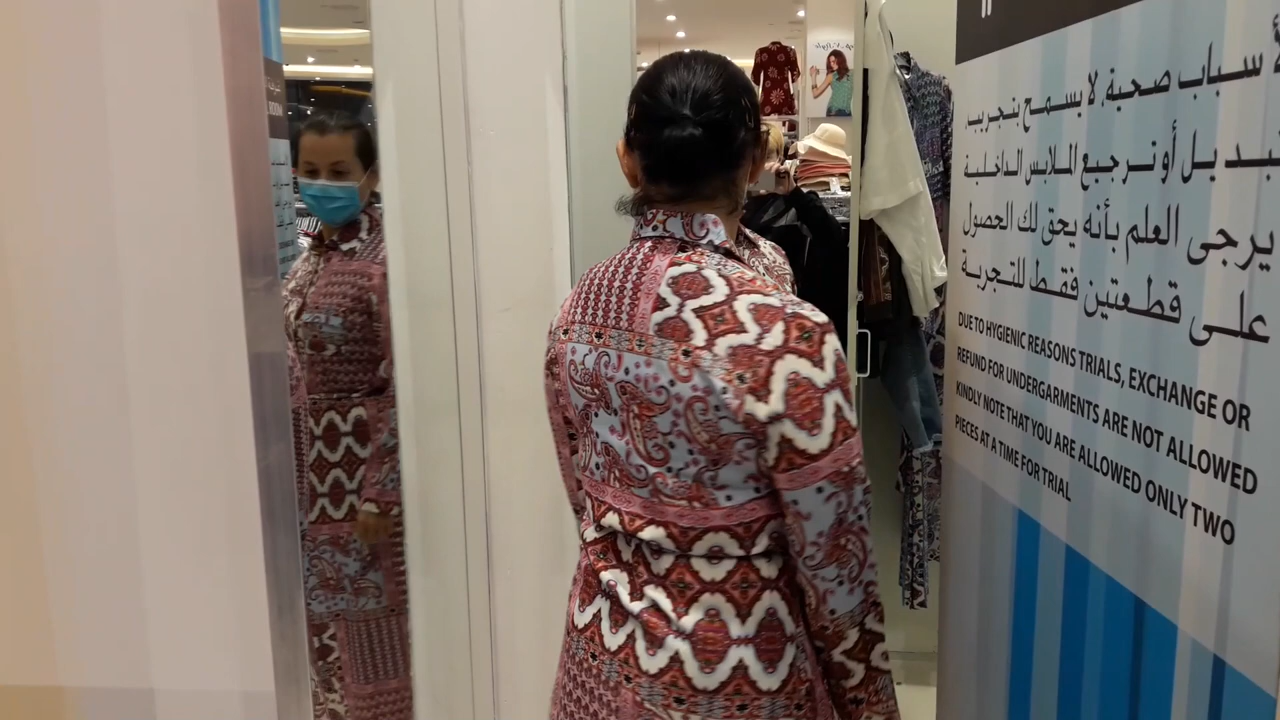 سباب صحية, لا يسمح بتجريب,
بديل أو ترجيع الملابس الداخلية
يرجى العلم بأنه يحق لك الحصول
على قطعتين فقط للتجربة
DUE TO HYGIENIC REASONS TRIALS, EXCHANGE OR
REFUND FOR UNDERGARMENTS ARE NOT ALLOWED
KINDLY NOTE THAT YOU ARE ALLOWED ONLY TWO
PIECES AT A TIME FOR TRIAL